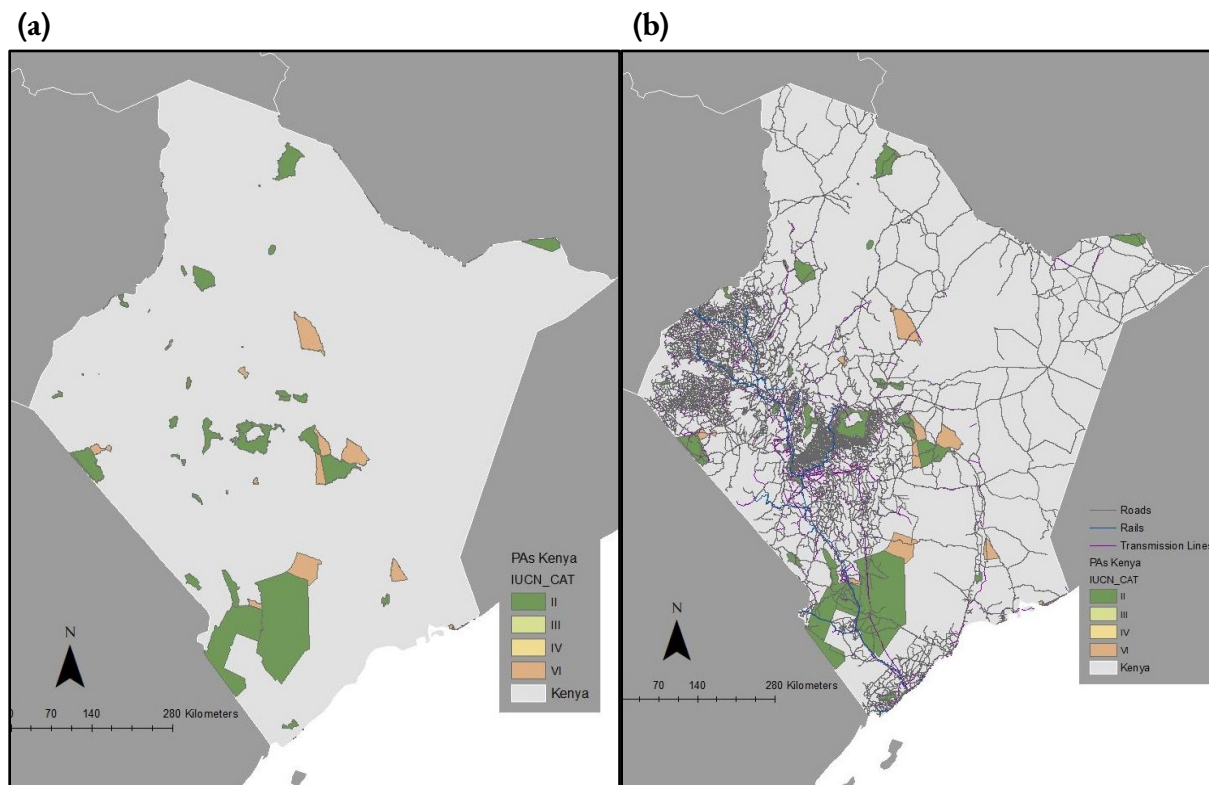 (a)
(b)
N
0 70 140 280 Kilometers
PAs Kenya
IUCN_CAT
II
III
IV
VI
Kenya
N
70 140 280 Kilometers
Roads
Rails
Transmission Lines
PAs Kenya
IUCN_CAT
II
III
IV
VI
Kenya